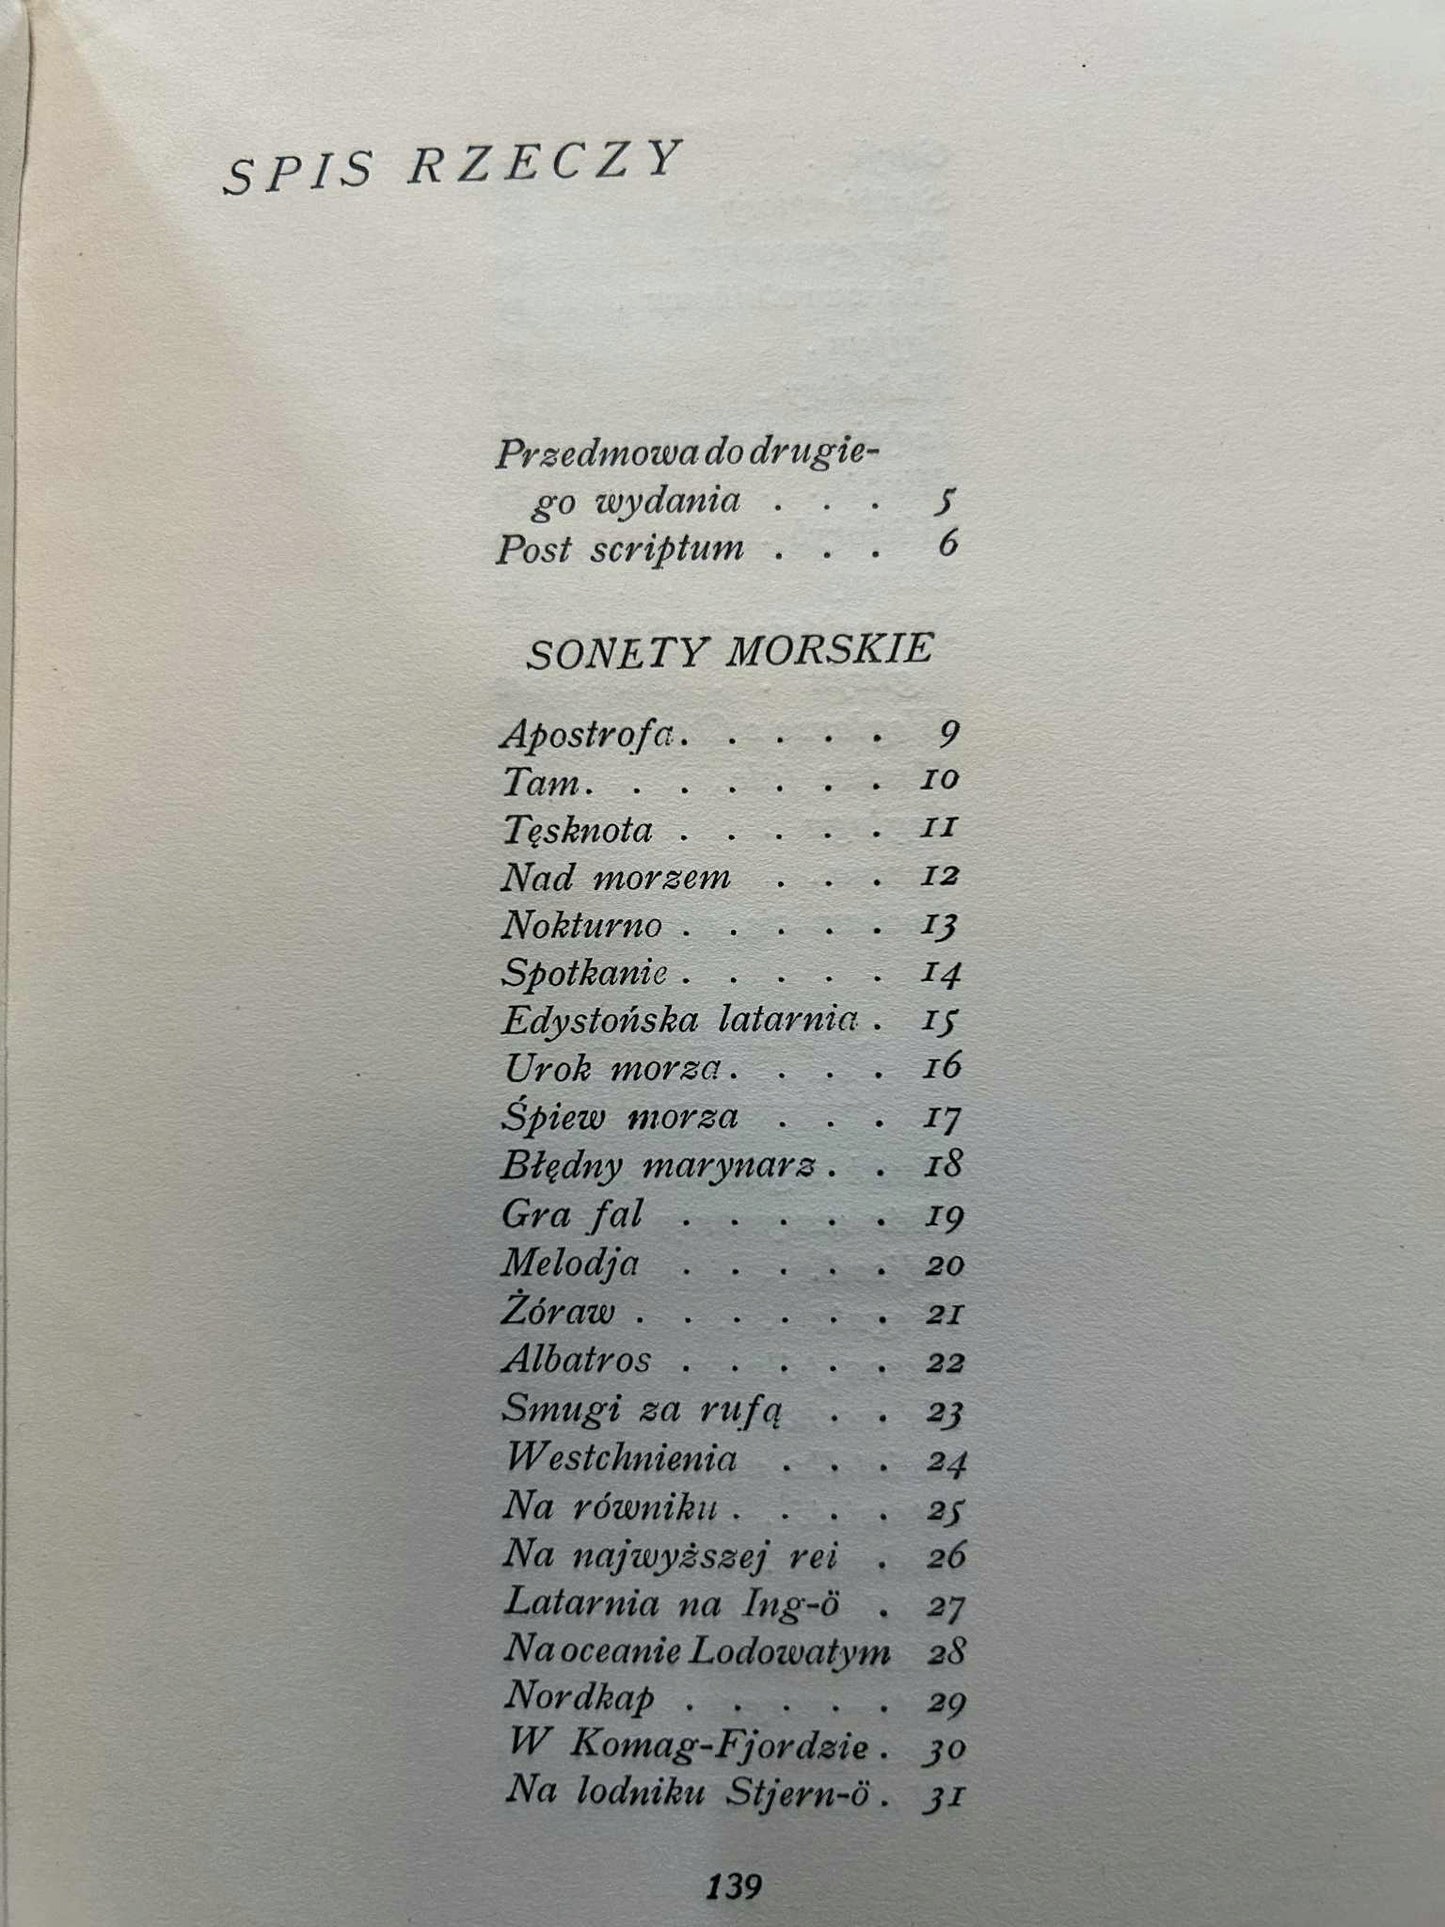 SPIS RZECZY
Przedmowa do drugie-
go wydania . . . 5
Post scriptum . . . 6
SONETY MORSKIE
Apostrofa . . . . . 9
Tam . . . . . . . 10
Tęsknota . . . . . 11
Nad morzem . . . 12
Nokturno . . . . . 13
Spotkanie . . . . . 14
Edystońska latarnia . 15
Urok morza . . . . 16
Śpiew morza . . . 17
Błędny marynarz . . 18
Gra fal . . . . . 19
Melodja . . . . . 20
Żóraw . . . . . . 21
Albatros . . . . . 22
Smugi za rufą . . 23
Westchnienia . . . 24
Na równiku . . . . 25
Na najwyższej rei . 26
Latarnia na Ing-ö . 27
Na oceanie Lodowatym 28
Nordkap . . . . . 29
W Komag-Fjordzie . 30
Na lodniku Stjern-ö . 31
139